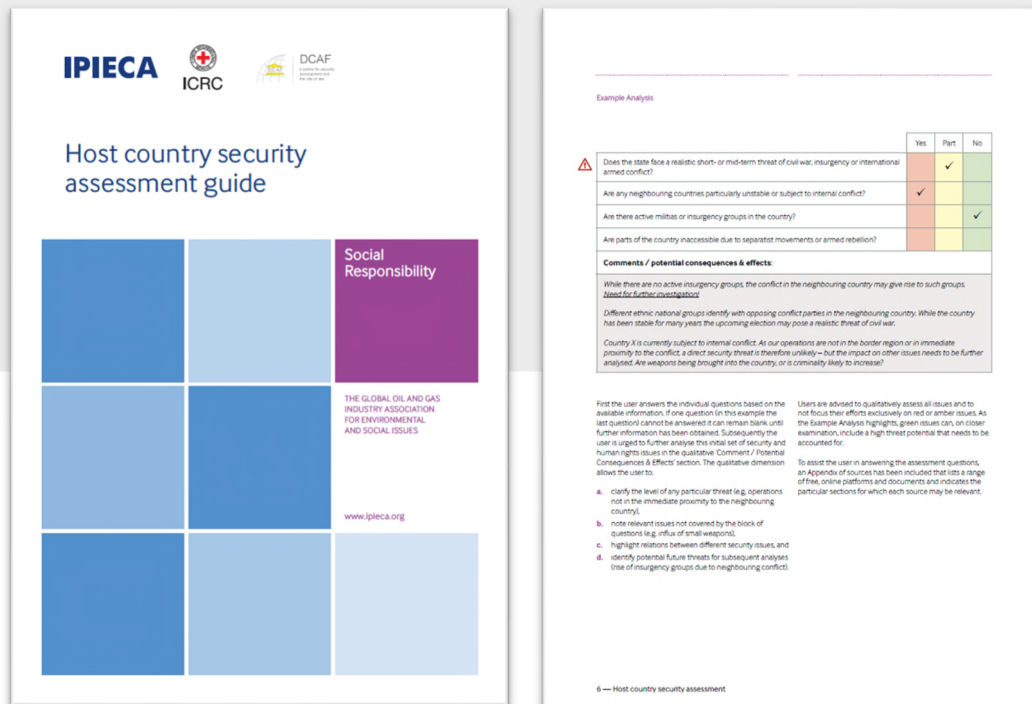 IPIECA
ICRC
DCAF
a centre for security,
development and
the rule of law
Host country security
assessment guide
Social
Responsibility
THE GLOBAL OIL AND GAS
INDUSTRY ASSOCIATION
FOR ENVIRONMENTAL
AND SOCIAL ISSUES
www.ipieca.org
Example Analysis
Yes Part No
Does the state face a realistic short- or mid-term threat of civil war, insurgency or international
armed conflict?
Are any neighbouring countries particularly unstable or subject to internal conflict?
Are there active militias or insurgency groups in the country?
Are parts of the country inaccessible due to separatist movements or armed rebellion?
Comments / potential consequences & effects:
While there are no active insurgency groups, the conflict in the neighbouring country may give rise to such groups.
Need for further investigation!
Different ethnic national groups identify with opposing conflict parties in the neighbouring country. While the country
has been stable for many years the upcoming election may pose a realistic threat of civil war.
Country X is currently subject to internal conflict. As our operations are not in the border region or in immediate
proximity to the conflict, a direct security threat is therefore unlikely – but the impact on other issues needs to be further
analysed. Are weapons being brought into the country, or is criminality likely to increase?
First the user answers the individual questions based on the
available information. If one question (in this example the
last question) cannot be answered it can remain blank until
further information has been obtained. Subsequently the
user is urged to further analyse this initial set of security and
human rights issues in the qualitative 'Comment / Potential
Consequences & Effects' section. The qualitative dimension
allows the user to:
a. clarify the level of any particular threat (e.g. operations
not in the immediate proximity to the neighbouring
country),
b. note relevant issues not covered by the block of
questions (e.g. influx of small weapons),
c. highlight relations between different security issues, and
d. identify potential future threats for subsequent analyses
(rise of insurgency groups due to neighbouring conflict).
Users are advised to qualitatively assess all issues and to
not focus their efforts exclusively on red or amber issues. As
the Example Analysis highlights, green issues can, on closer
examination, include a high threat potential that needs to be
accounted for.
To assist the user in answering the assessment questions,
an Appendix of sources has been included that lists a range
of free, online platforms and documents and indicates the
particular sections for which each source may be relevant.
6 — Host country security assessment